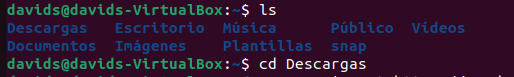 davids@davids-VirtualBox:~$ ls
Descargas Escritorio Música Público Vídeos
Documentos Imágenes Plantillas snap
davids@davids-VirtualBox:~$ cd Descargas